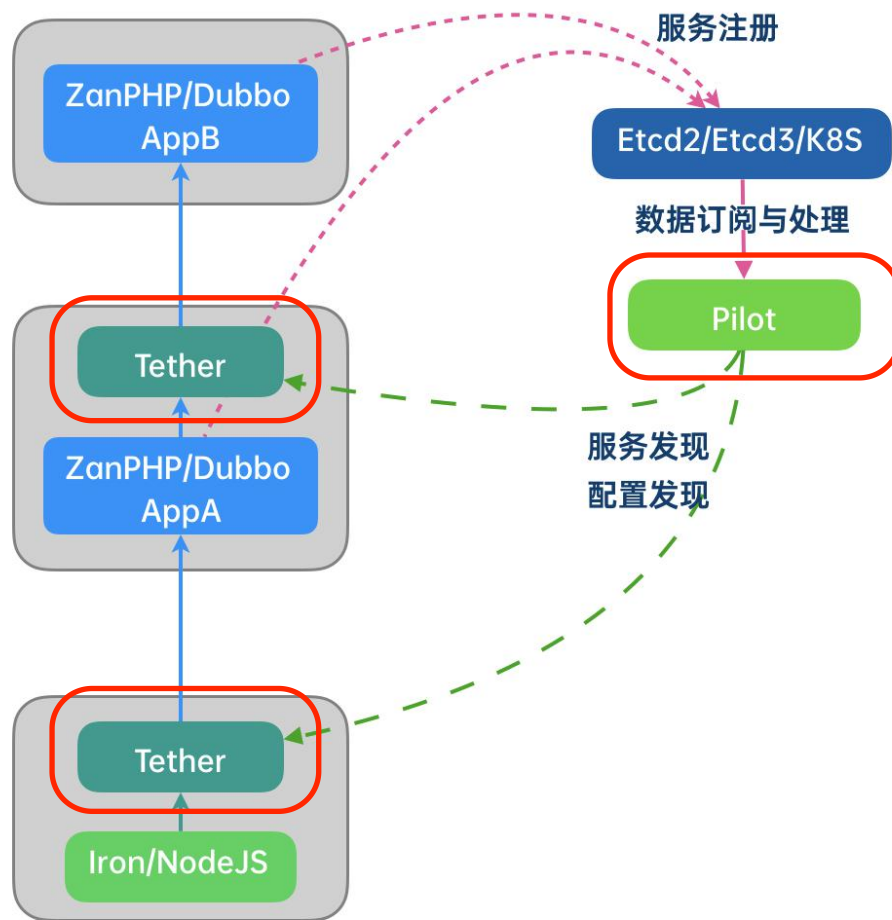 服务注册
ZanPHP/Dubbo
AppB
Etcd2/Etcd3/K8S
数据订阅与处理
Pilot
Tether
服务发现
配置发现
ZanPHP/Dubbo
AppA
Tether
Iron/NodeJS